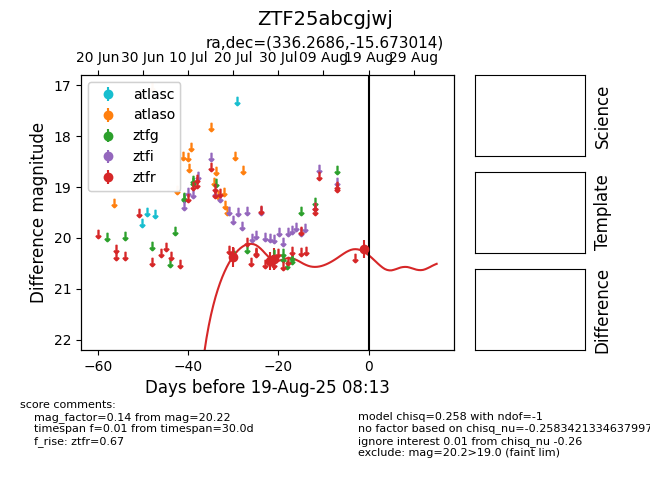 ZTF25abcgjwj
ra,dec=(336.2686,-15.673014)
20 Jun 30 Jun 10 Jul 20 Jul 30 Jul 09 Aug 19 Aug 29 Aug
atlasc
atlaso
ztfg
ztfi
ztfr
17
18
19
20
21
22
Difference magnitude
−60 −40 −20 0
Days before 19-Aug-25 08:13
Science
Template
Difference
score comments:
mag_factor=0.14 from mag=20.22
timespan f=0.01 from timespan=30.0d
f_rise: ztfr=0.67
model chisq=0.258 with ndof=-1
no factor based on chisq_nu=-0.2583421334637997
ignore interest 0.01 from chisq_nu -0.26
exclude: mag=20.2>19.0 (faint lim)